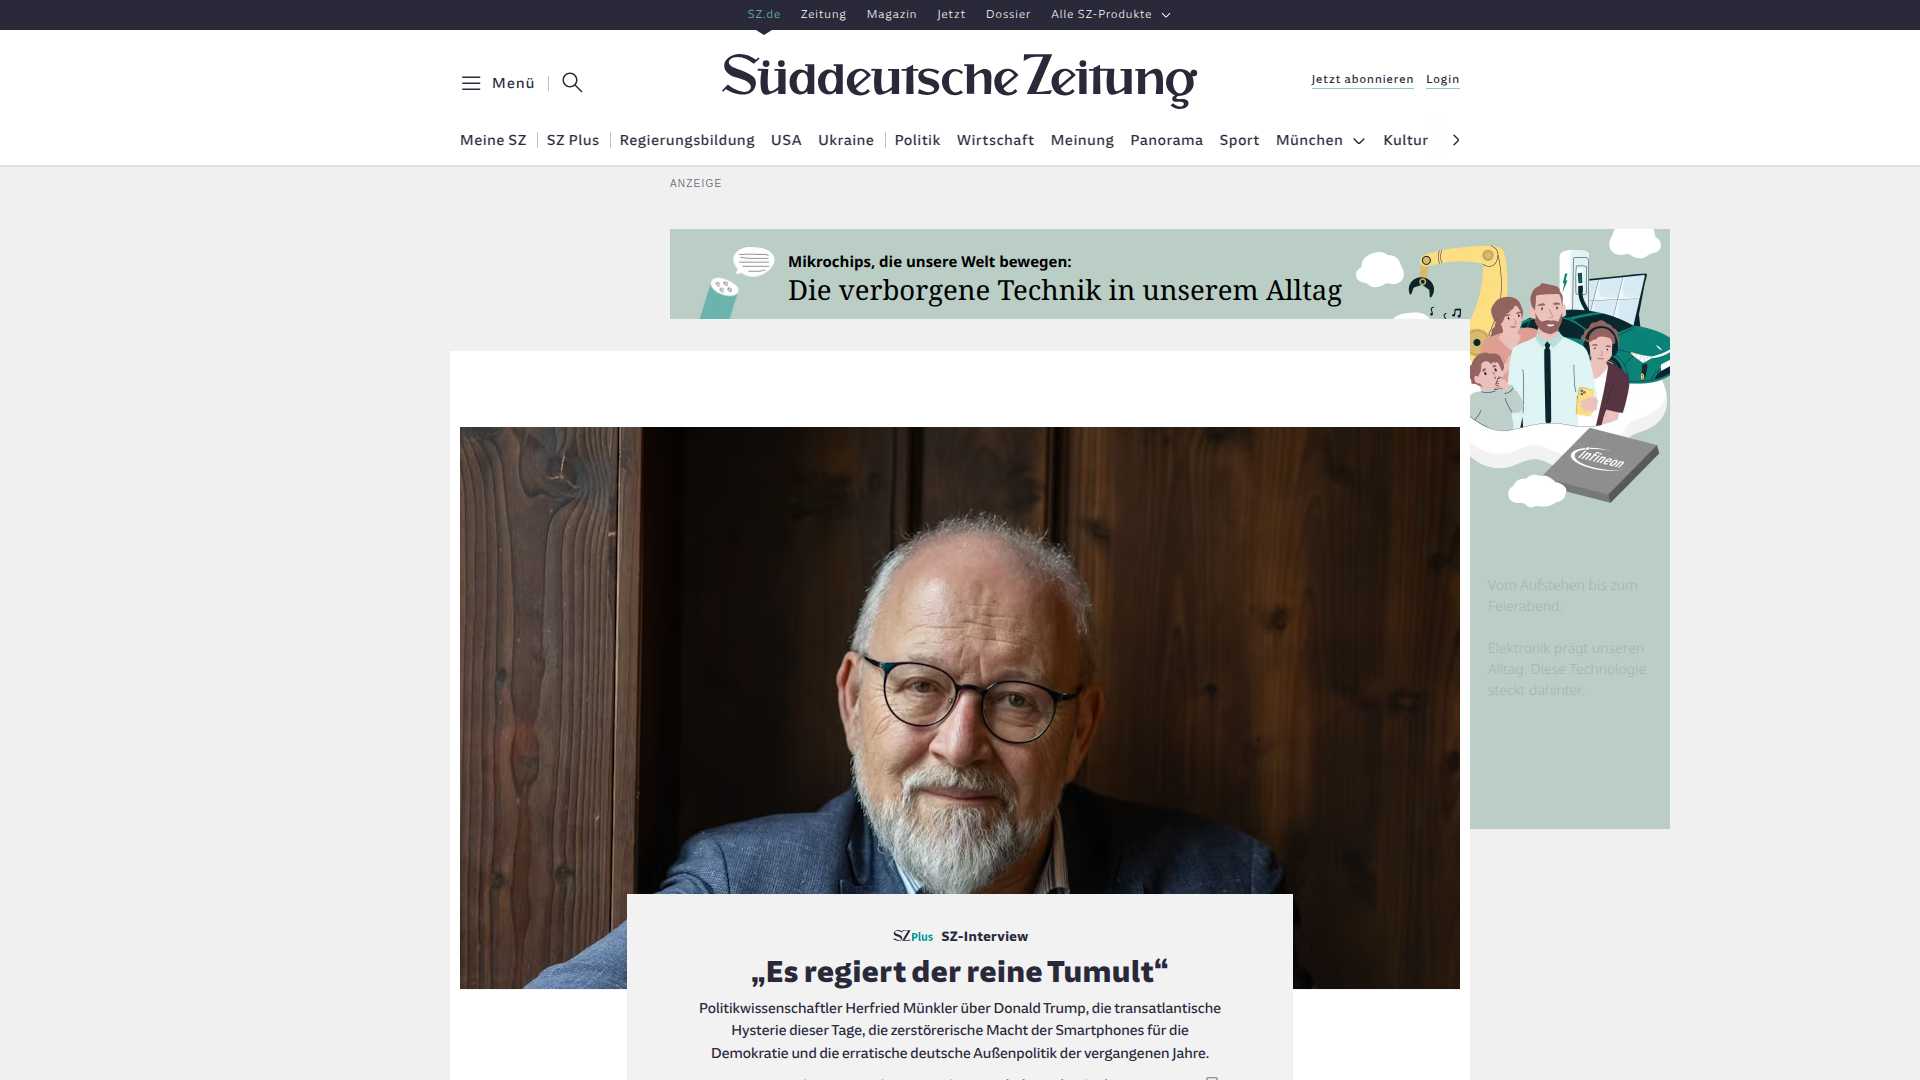 SZ.de Zeitung Magazin Jetzt Dossier Alle SZ-Produkte
Menü
Süddeutsche Zeitung
Jetzt abonnieren Login
Meine SZ SZ Plus Regierungsbildung USA Ukraine Politik Wirtschaft Meinung Panorama Sport München Kultur
ANZEIGE
Mikrochips, die unsere Welt bewegen:
Die verborgene Technik in unserem Alltag
infineon
Vom Aufstehen bis zum
Feierabend.
Elektronik prägt unseren
Alltag. Diese Technologie
steckt dahinter.
SZ Plus SZ-Interview
„Es regiert der reine Tumult“
Politikwissenschaftler Herfried Münkler über Donald Trump, die transatlantische
Hysterie dieser Tage, die zerstörerische Macht der Smartphones für die
Demokratie und die erratische deutsche Außenpolitik der vergangenen Jahre.